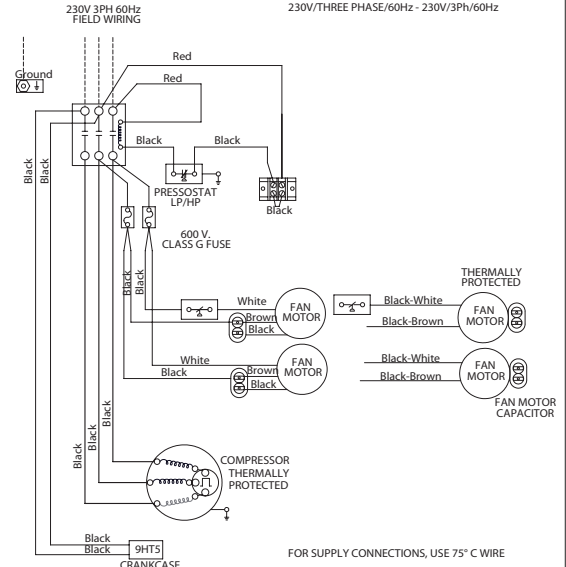 230V 3PH 60Hz
FIELD WIRING
230V/THREE PHASE/60Hz - 230V/3Ph/60Hz
Red
Ground
Red
Black
Black
Black
Black
PRESSOSTAT
LP/HP
Black
600 V.
CLASS G FUSE
Black
Black
White
Brown
Black
FAN
MOTOR
THERMALLY
PROTECTED
Black-White
Black-Brown
FAN
MOTOR
White
Black
Brown
Black
FAN
MOTOR
Black-White
Black-Brown
FAN
MOTOR
FAN MOTOR
CAPACITOR
Black
Black
Black
COMPRESSOR
THERMALLY
PROTECTED
Black
Black
9HT5
CRANKCASE
FOR SUPPLY CONNECTIONS, USE 75° C WIRE